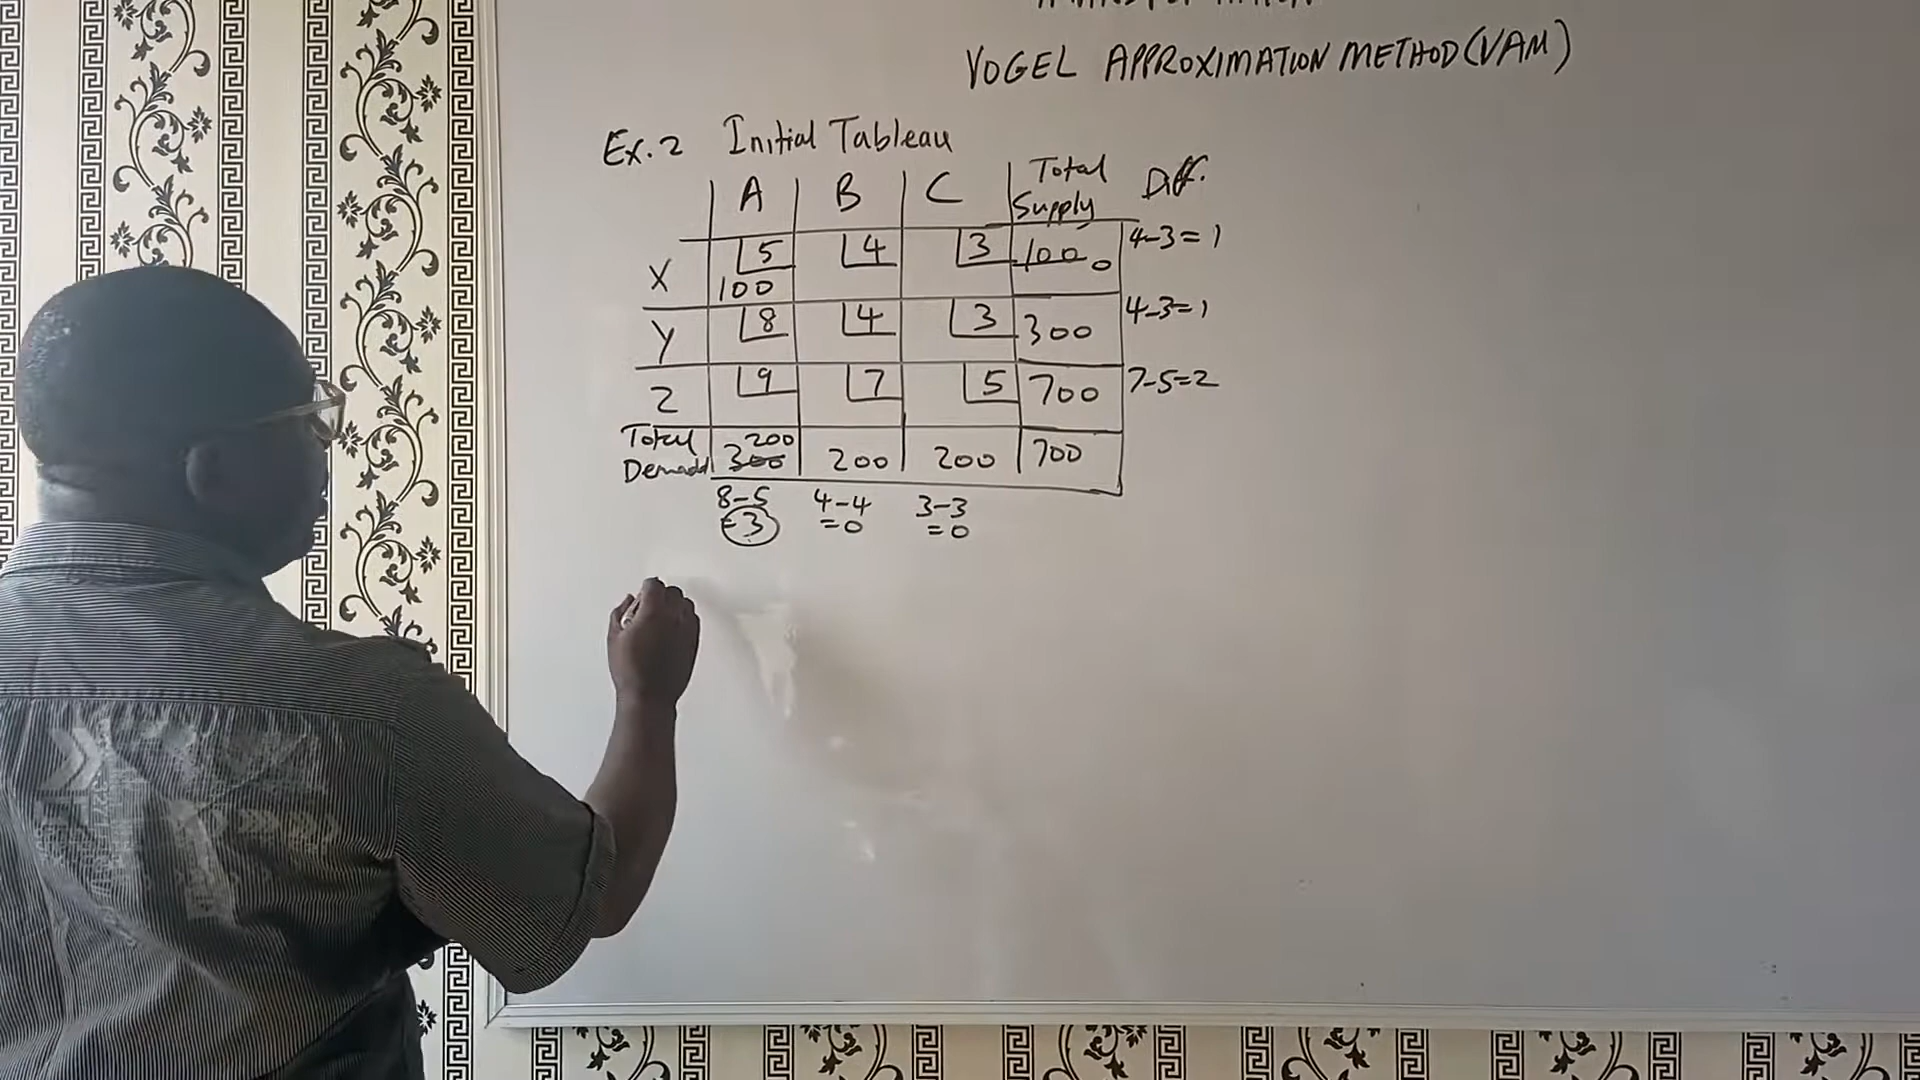 VOGEL APPROXIMATION METHOD (VAM)
Ex. 2 Initial Tableau
A B C Total Supply Diff.
X 5 4 3 100 0 4-3=1
100
Y 8 4 3 300 4-3=1
Z 9 7 5 700 7-5=2
Total Demand 300 200 200 200 700
8-5 =3 4-4 =0 3-3 =0